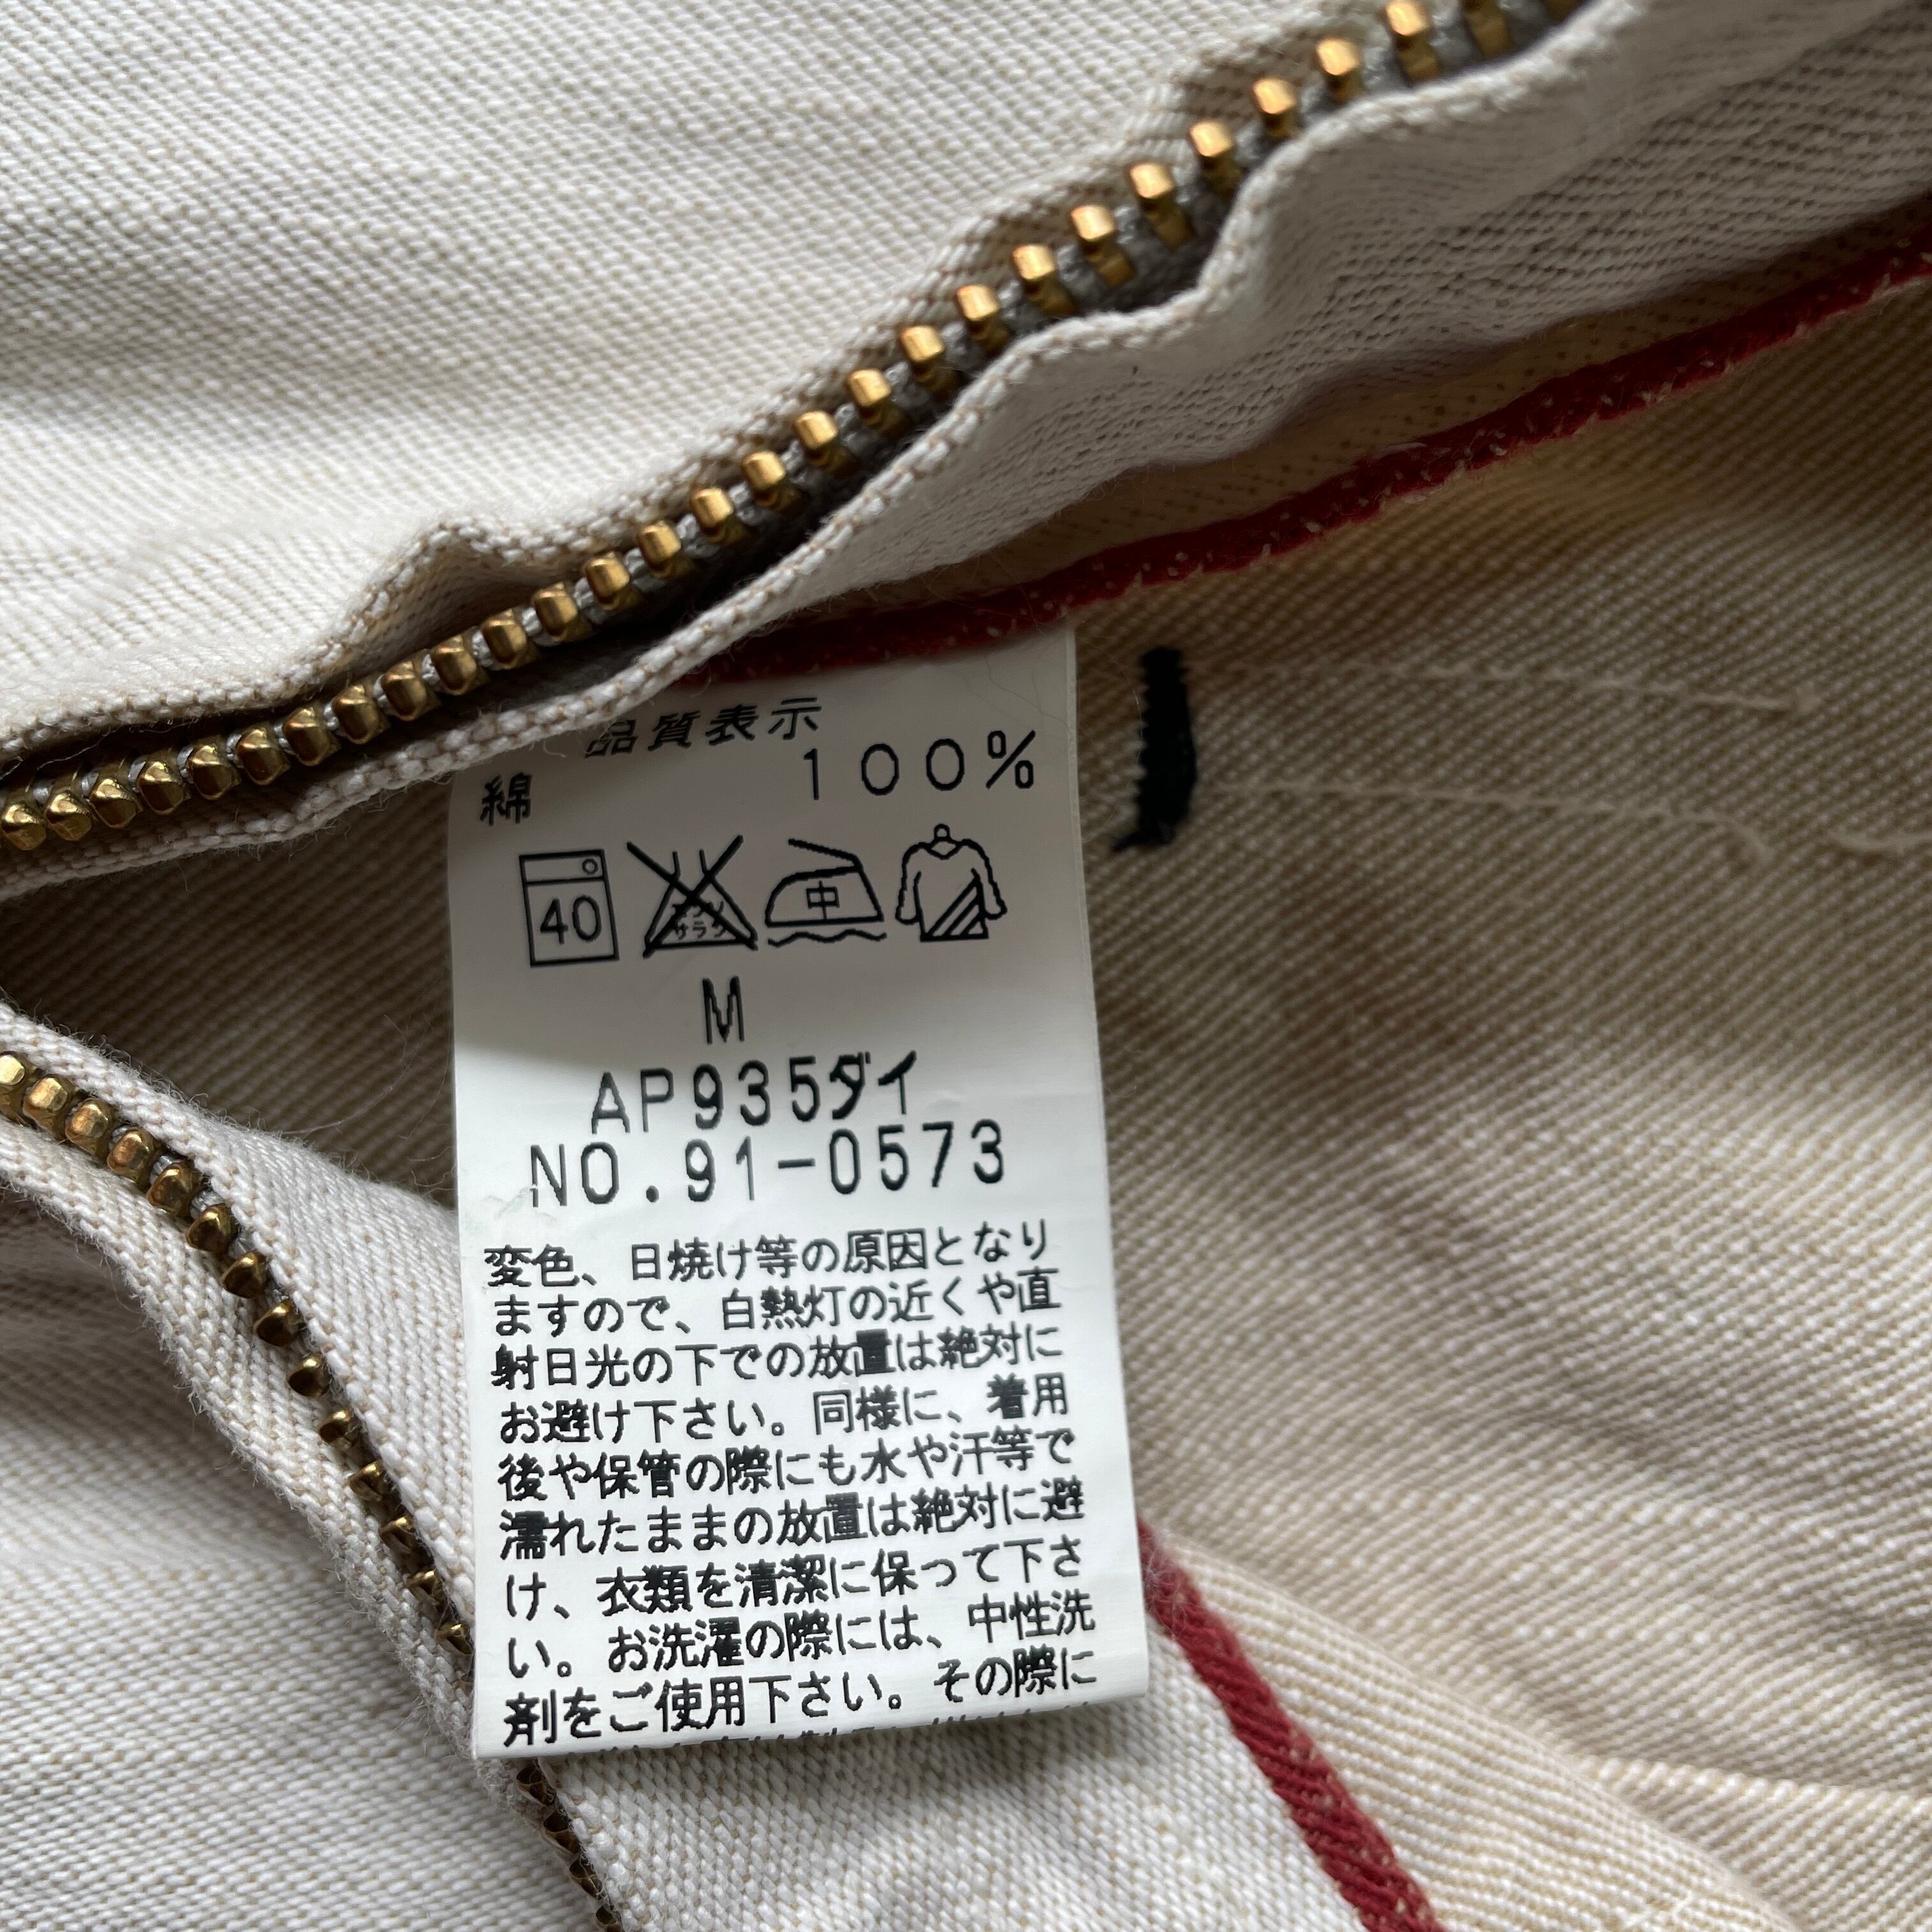 品質表示
綿 100%
40 サラシ 中
M
AP935ダイ
NO.91-0573
変色、日焼け等の原因となり
ますので、白熱灯の近くや直
射日光の下での放置は絶対に
お避け下さい。同様に、着用
後や保管の際にも水や汗等で
濡れたままの放置は絶対に避
け、衣類を清潔に保って下さ
い。お洗濯の際には、中性洗
剤をご使用下さい。その際に